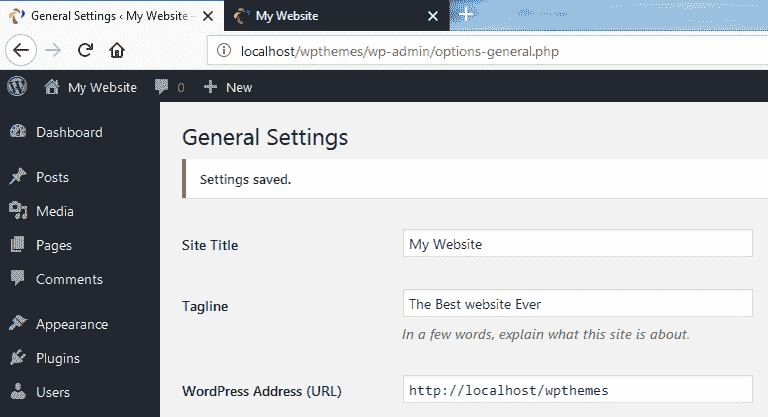 General Settings ‹ My Website –
My Website
localhost/wpthemes/wp-admin/options-general.php
My Website 0 New
Dashboard
Posts
Media
Pages
Comments
Appearance
Plugins
Users
General Settings
Settings saved.
Site Title My Website
Tagline The Best website Ever
In a few words, explain what this site is about.
WordPress Address (URL) http://localhost/wpthemes